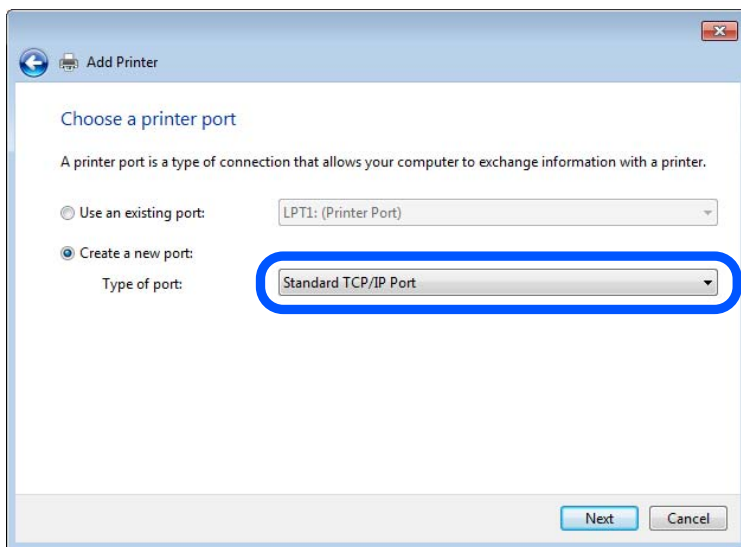 Add Printer
Choose a printer port
A printer port is a type of connection that allows your computer to exchange information with a printer.
Use an existing port:
LPT1: (Printer Port)
Create a new port:
Type of port:
Standard TCP/IP Port
Next
Cancel